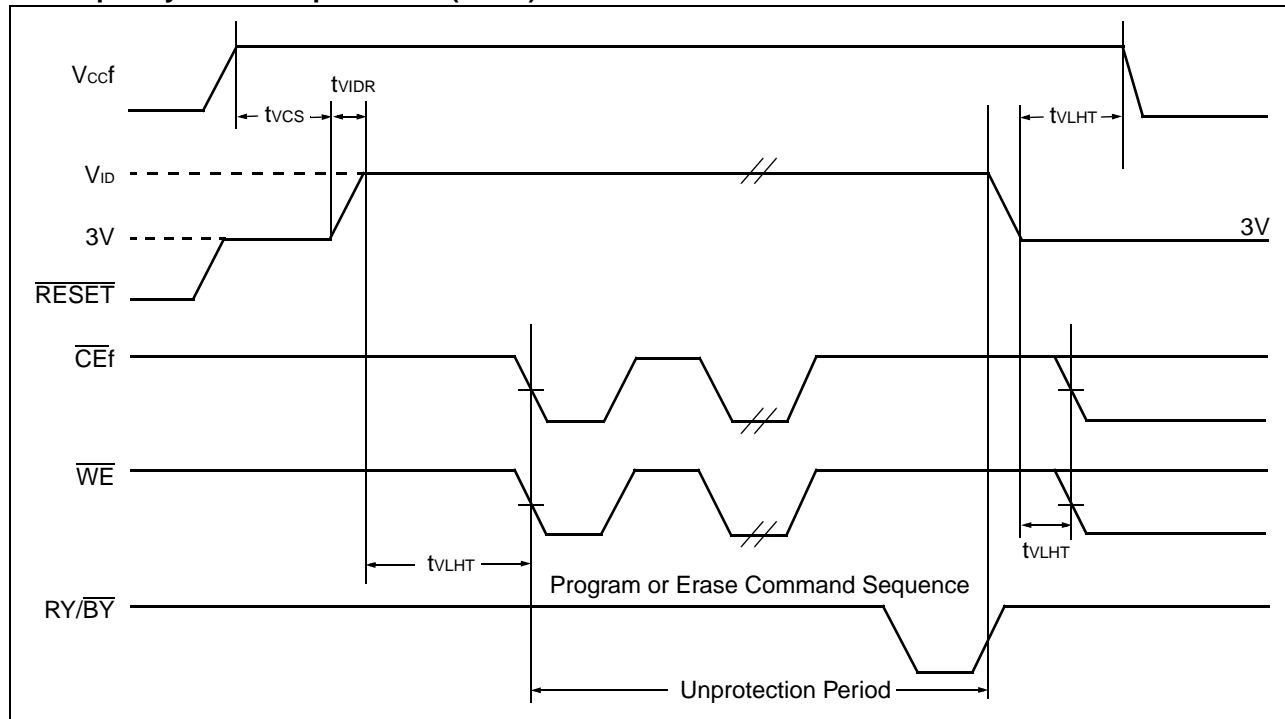 VCCf
tVIDR
tVCS
tVLHT
VID
3V
3V
RESET
CEf
WE
tVLHT
tVLHT
Program or Erase Command Sequence
RY/BY
Unprotection Period